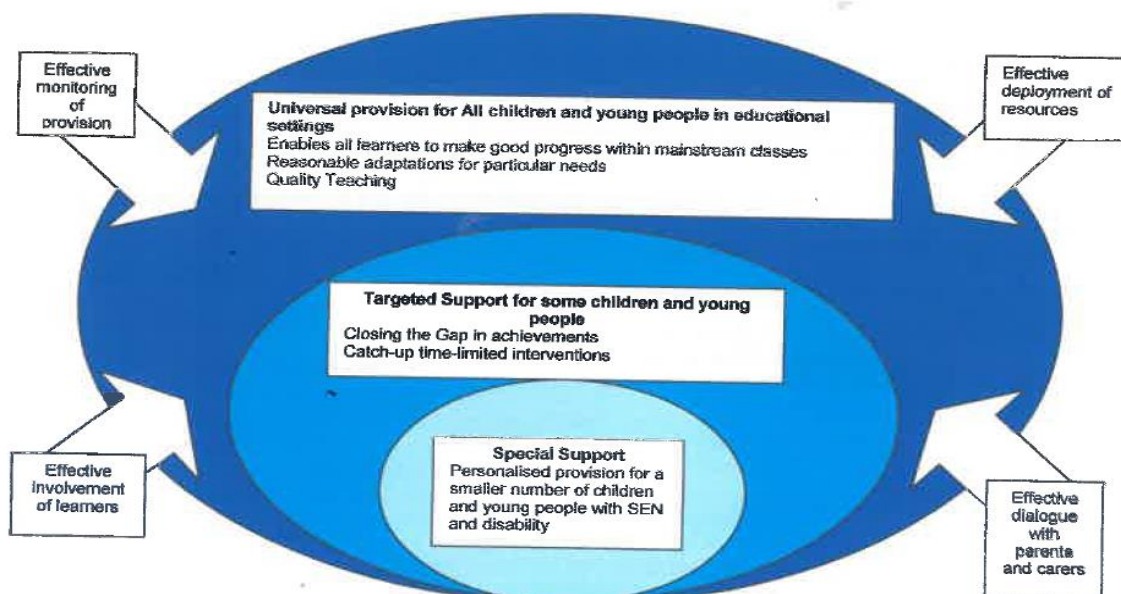 Effective
monitoring
of
provision
Effective
deployment of
resources
Universal provision for All children and young people in educational
settings
Enables all learners to make good progress within mainstream classes
Reasonable adaptations for particular needs
Quality Teaching
Targeted Support for some children and young
people
Closing the Gap in achievements
Catch-up time-limited interventions
Special Support
Personalised provision for a
smaller number of children
and young people with SEN
and disability
Effective
involvement
of learners
Effective
dialogue
with
parents
and carers